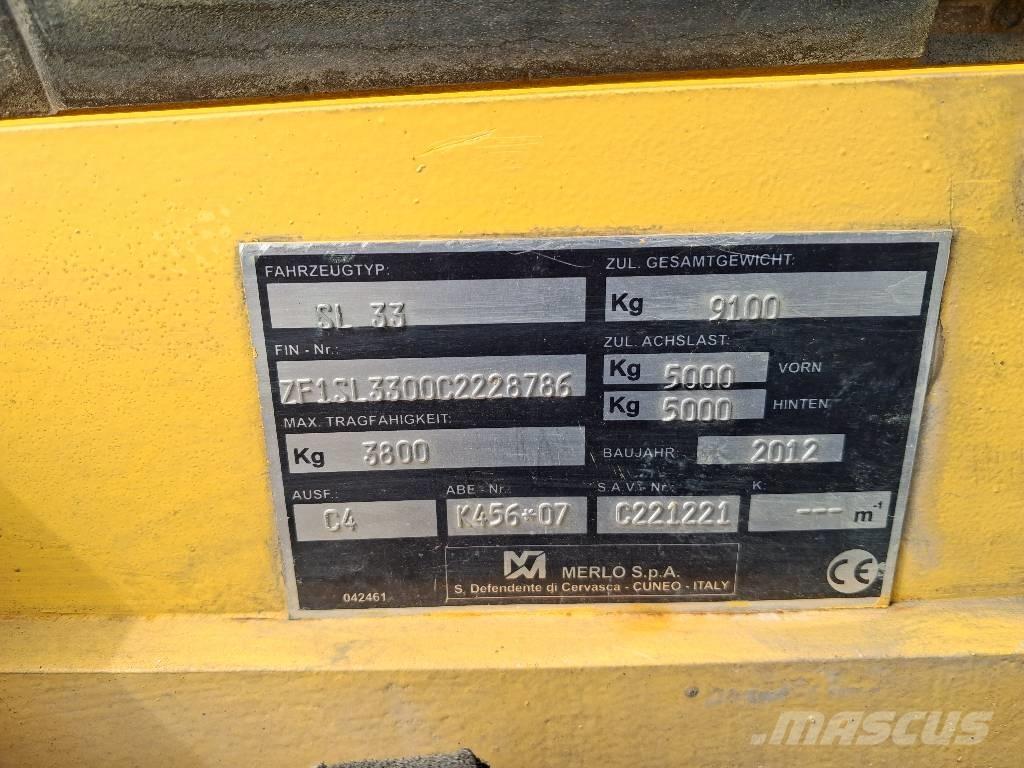 FAHRZEUGTYP:
SL 33
FIN - Nr.:
ZF1SL3300C2228786
MAX. TRAGFÄHIGKEIT:
Kg 3800
ZUL. GESAMTGEWICHT:
Kg 9100
ZUL. ACHSLAST:
Kg 5000 VORN
Kg 5000 HINTEN
BAUJAHR: 2012
AUSF.: ABE - Nr.: S.A.V. - Nr.: K:
C4 K456*07 C221221 --- m⁻¹
MERLO S.p.A.
S. Defendente di Cervasca - CUNEO - ITALY
042461
CE
MASCUS